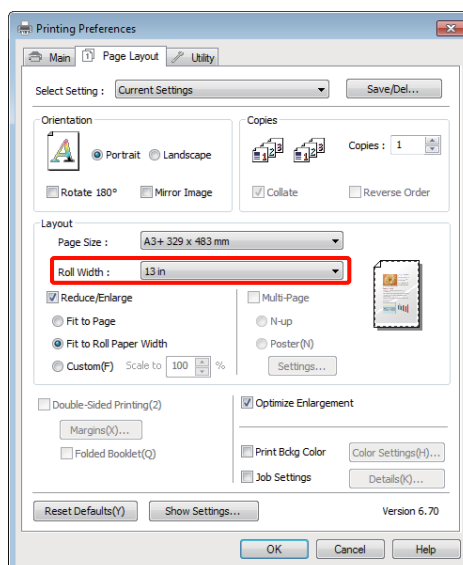 Printing Preferences
Main
Page Layout
Utility
Select Setting : Current Settings Save/Del...
Orientation
Portrait Landscape
Rotate 180° Mirror Image
Copies
Copies : 1
Collate Reverse Order
Layout
Page Size : A3+ 329 x 483 mm
Roll Width : 13 in
Reduce/Enlarge
Fit to Page
Fit to Roll Paper Width
Custom(F) Scale to 100 %
Multi-Page
N-up
Poster(N)
Settings...
Double-Sided Printing(2)
Margins(X)...
Folded Booklet(Q)
Optimize Enlargement
Print Bckg Color Color Settings(H)...
Job Settings Details(K)...
Reset Defaults(Y) Show Settings... Version 6.70
OK Cancel Help